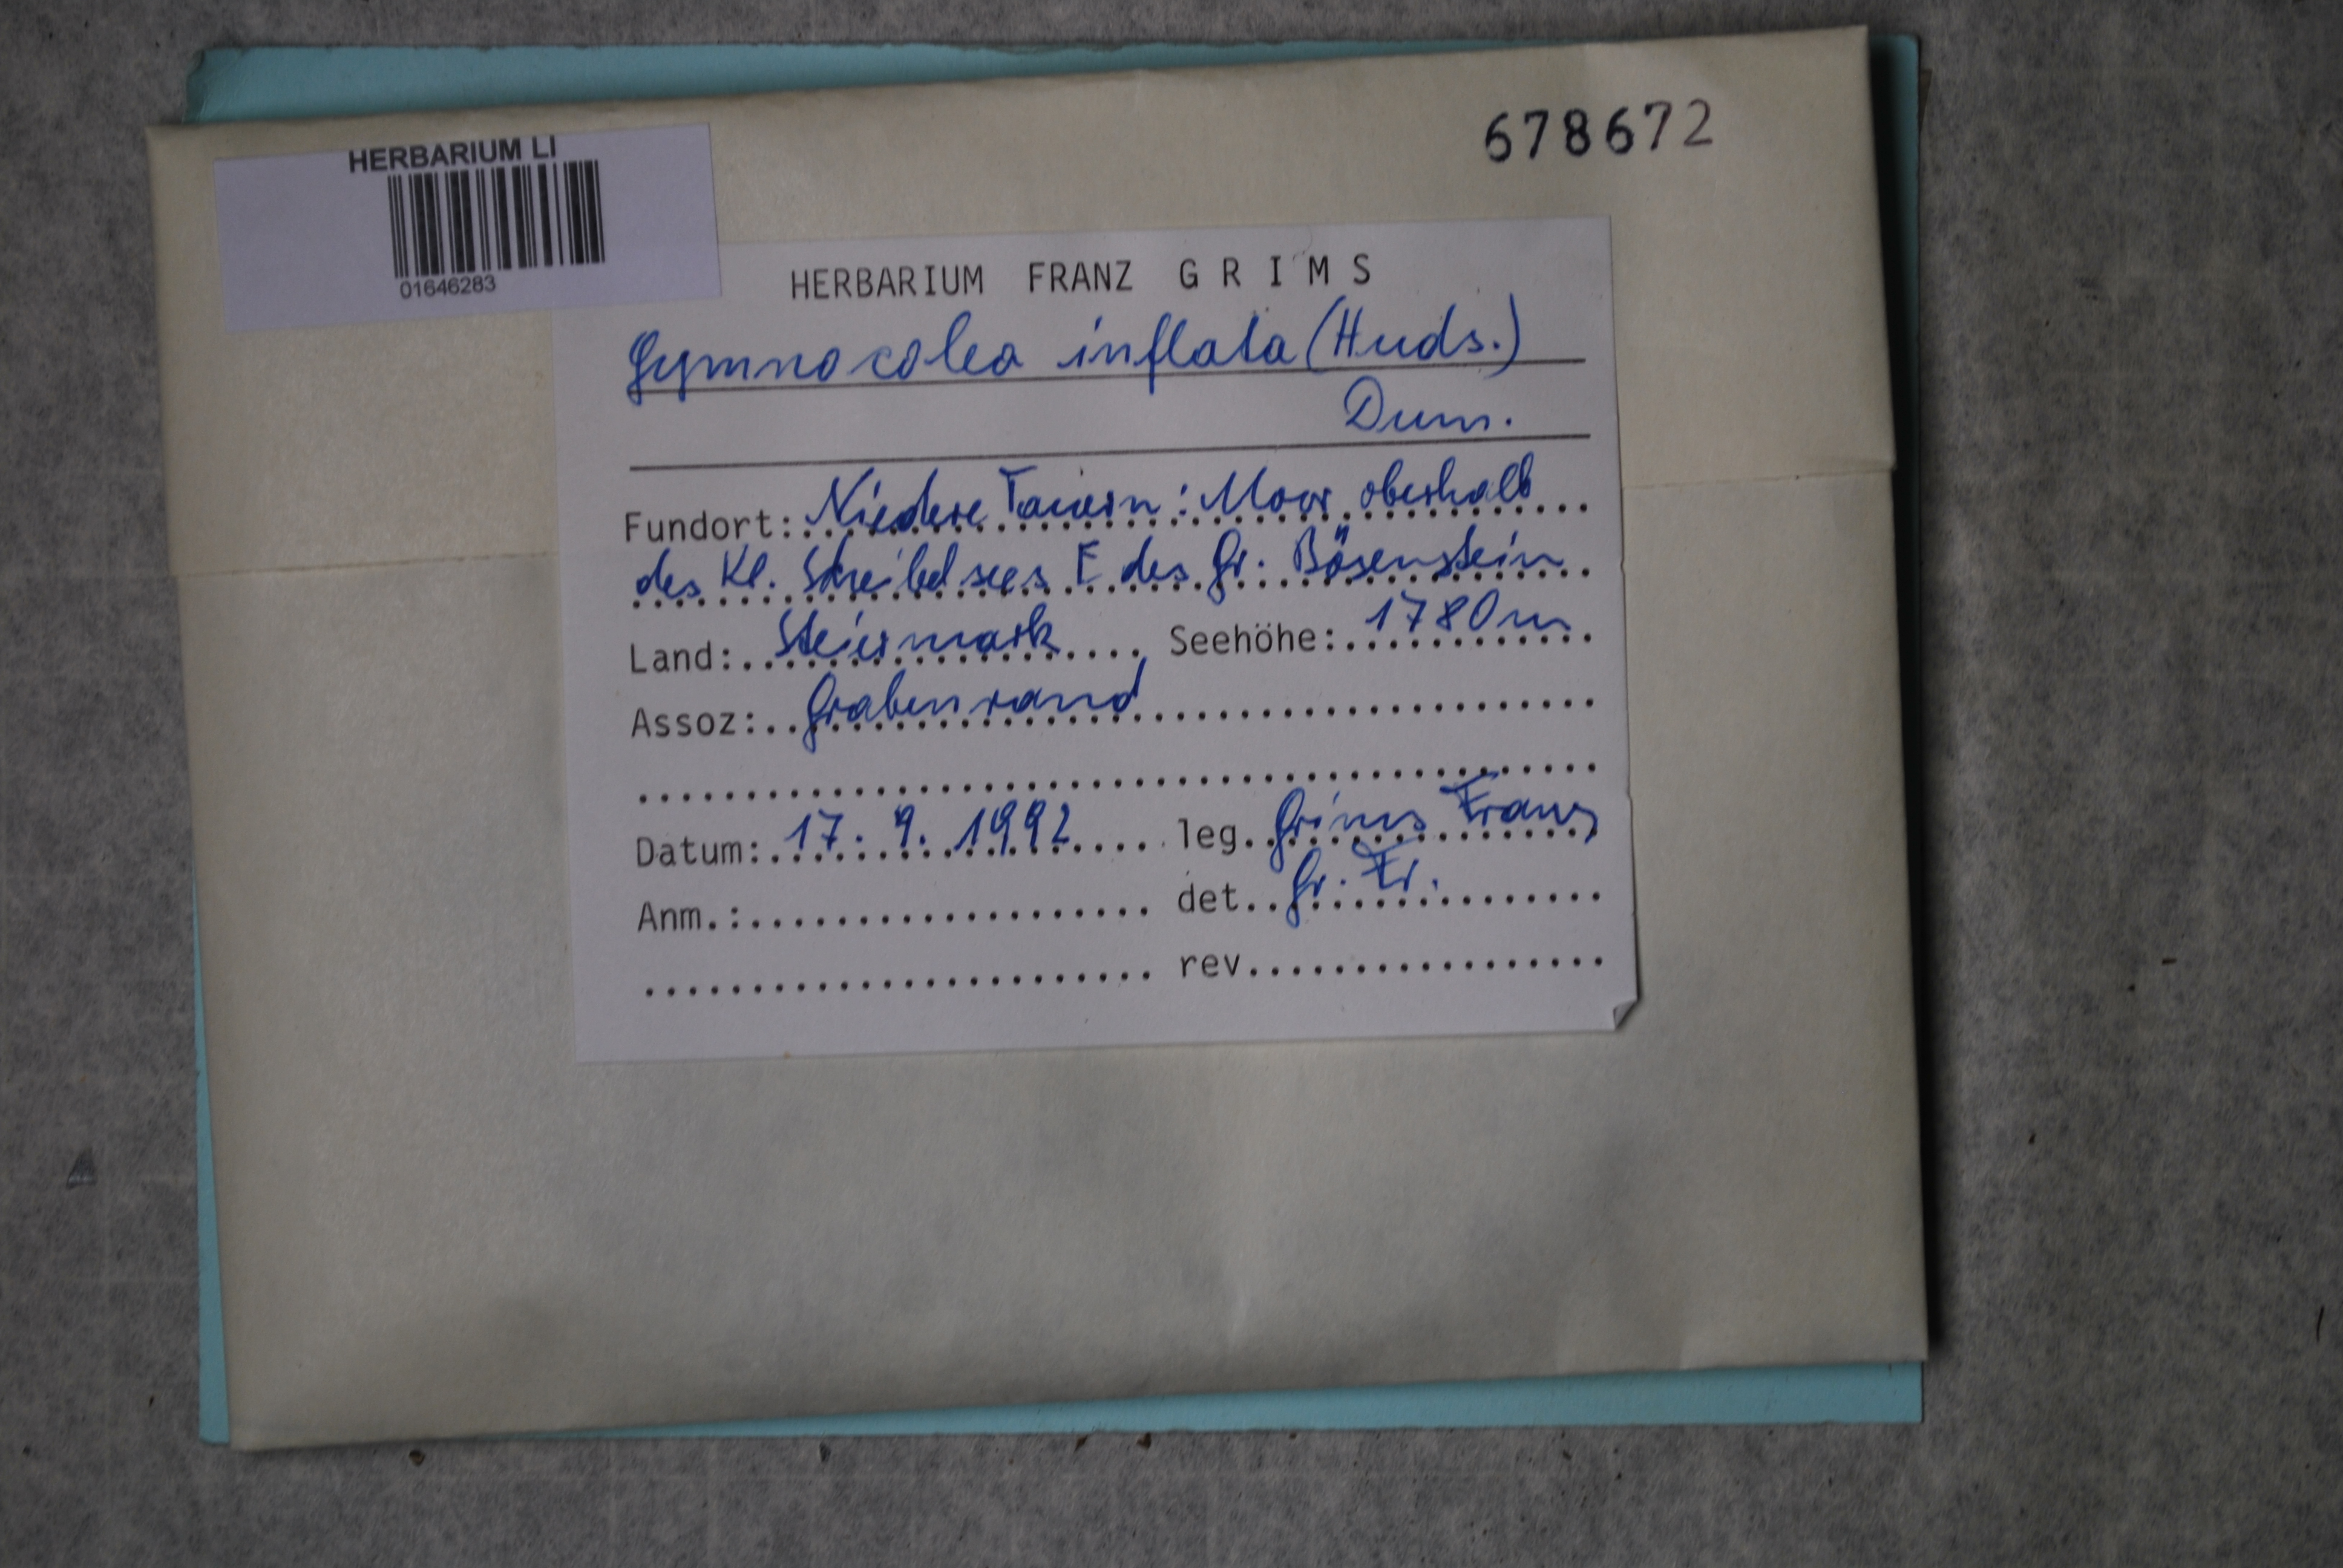 678672
HERBARIUM LI
01646283
HERBARIUM FRANZ G R I M S
Gymnocolea inflata (Huds.)
Dum.
Fundort: Niedere Tauern: Moor oberhalb
des Kl. Scheibelsees E des Gr. Bösenstein
Land: Steiermark Seehöhe: 1780 m
Assoz: Grabenrand
Datum: 17. 9. 1992 leg. Grims Franz
Anm.: det. Gr. Fr.
rev.